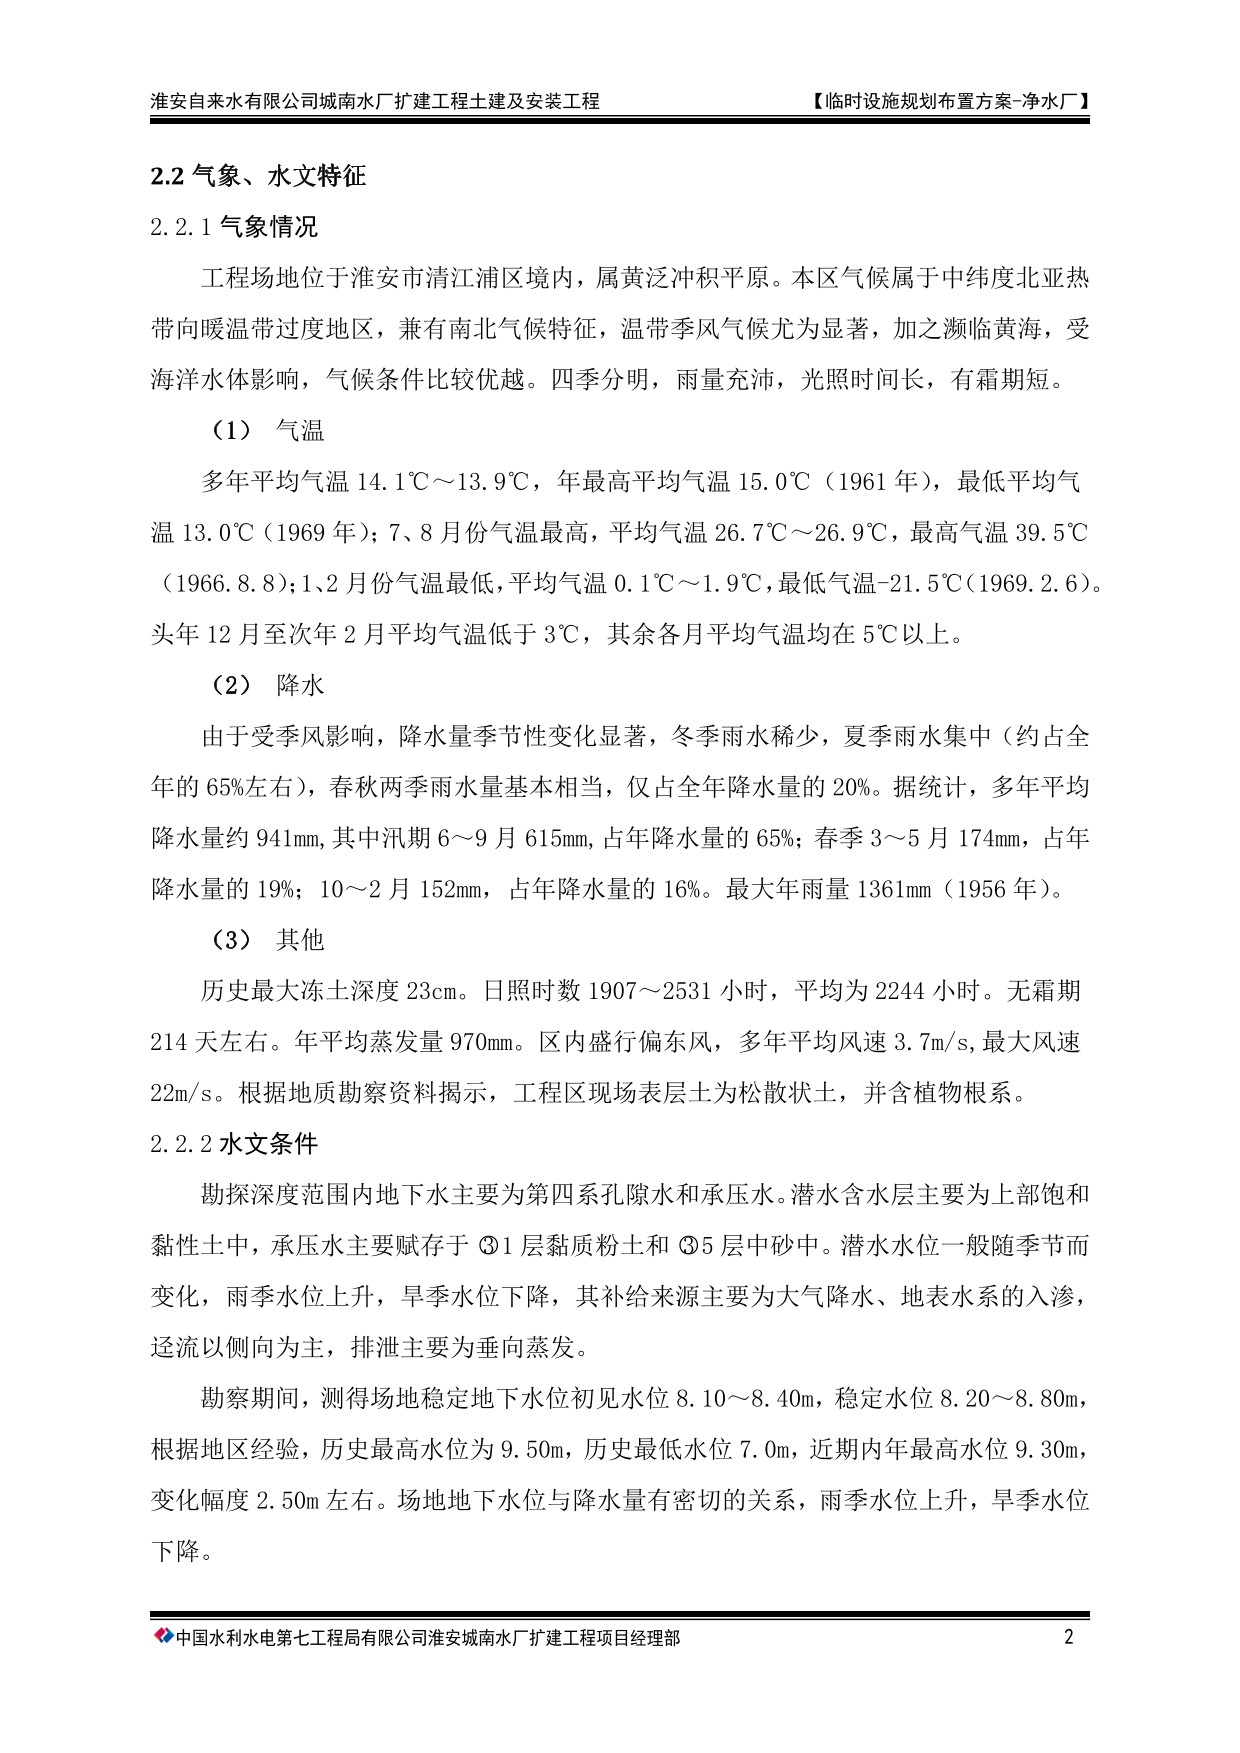 淮安自来水有限公司城南水厂扩建工程土建及安装工程 【临时设施规划布置方案-净水厂】
2.2 气象、水文特征
2.2.1 气象情况
工程场地位于淮安市清江浦区境内，属黄泛冲积平原。本区气候属于中纬度北亚热
带向暖温带过度地区，兼有南北气候特征，温带季风气候尤为显著，加之濒临黄海，受
海洋水体影响，气候条件比较优越。四季分明，雨量充沛，光照时间长，有霜期短。
（1） 气温
多年平均气温 14.1℃～13.9℃，年最高平均气温 15.0℃（1961 年），最低平均气
温 13.0℃（1969 年）；7、8 月份气温最高，平均气温 26.7℃～26.9℃，最高气温 39.5℃
（1966.8.8）；1、2 月份气温最低，平均气温 0.1℃～1.9℃，最低气温-21.5℃（1969.2.6）。
头年 12 月至次年 2 月平均气温低于 3℃，其余各月平均气温均在 5℃以上。
（2） 降水
由于受季风影响，降水量季节性变化显著，冬季雨水稀少，夏季雨水集中（约占全
年的 65%左右），春秋两季雨水量基本相当，仅占全年降水量的 20%。据统计，多年平均
降水量约 941mm,其中汛期 6～9 月 615mm,占年降水量的 65%；春季 3～5 月 174mm，占年
降水量的 19%；10～2 月 152mm，占年降水量的 16%。最大年雨量 1361mm（1956 年）。
（3） 其他
历史最大冻土深度 23cm。日照时数 1907～2531 小时，平均为 2244 小时。无霜期
214 天左右。年平均蒸发量 970mm。区内盛行偏东风，多年平均风速 3.7m/s,最大风速
22m/s。根据地质勘察资料揭示，工程区现场表层土为松散状土，并含植物根系。
2.2.2 水文条件
勘探深度范围内地下水主要为第四系孔隙水和承压水。潜水含水层主要为上部饱和
黏性土中，承压水主要赋存于 ③1 层黏质粉土和 ③5 层中砂中。潜水水位一般随季节而
变化，雨季水位上升，旱季水位下降，其补给来源主要为大气降水、地表水系的入渗，
迳流以侧向为主，排泄主要为垂向蒸发。
勘察期间，测得场地稳定地下水位初见水位 8.10～8.40m，稳定水位 8.20～8.80m，
根据地区经验，历史最高水位为 9.50m，历史最低水位 7.0m，近期内年最高水位 9.30m，
变化幅度 2.50m 左右。场地地下水位与降水量有密切的关系，雨季水位上升，旱季水位
下降。
中国水利水电第七工程局有限公司淮安城南水厂扩建工程项目经理部 2